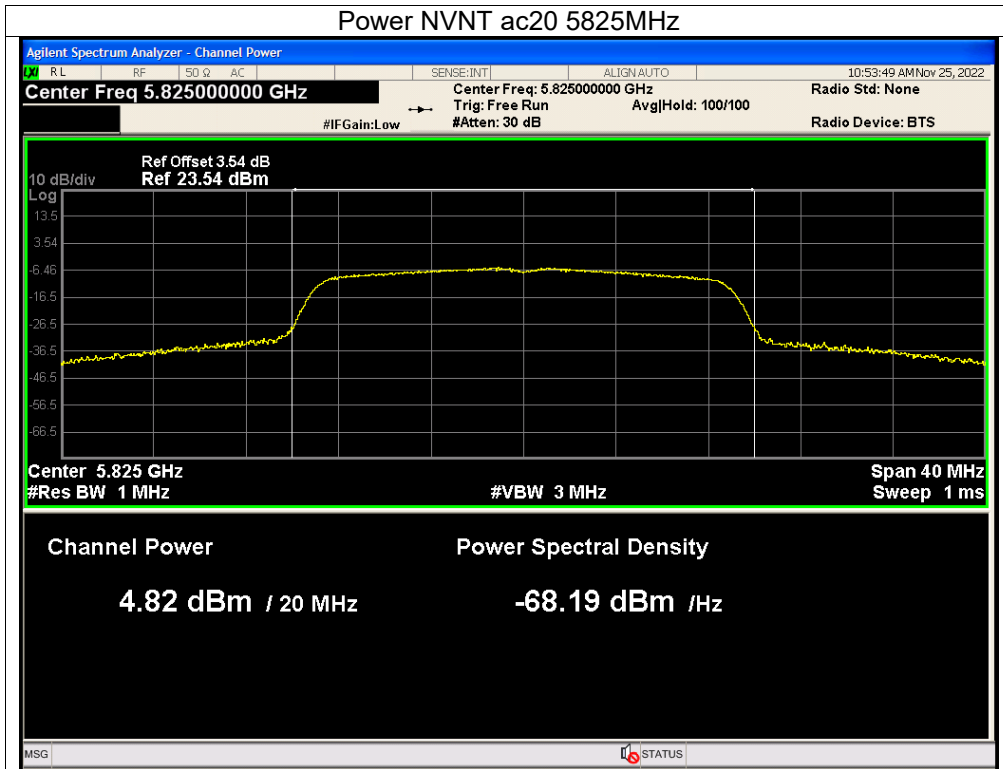 Power NVNT ac20 5825MHz
Agilent Spectrum Analyzer - Channel Power
LXI RL RF 50 Ω AC SENSE:INT ALIGN AUTO 10:53:49 AM Nov 25, 2022
Center Freq 5.825000000 GHz Center Freq: 5.825000000 GHz Radio Std: None
Trig: Free Run Avg|Hold: 100/100
#IFGain:Low #Atten: 30 dB Radio Device: BTS
Ref Offset 3.54 dB
10 dB/div Ref 23.54 dBm
Log
13.5
3.54
-6.46
-16.5
-26.5
-36.5
-46.5
-56.5
-66.5
Center 5.825 GHz Span 40 MHz
#Res BW 1 MHz #VBW 3 MHz Sweep 1 ms
Channel Power Power Spectral Density
4.82 dBm / 20 MHz -68.19 dBm /Hz
MSG STATUS